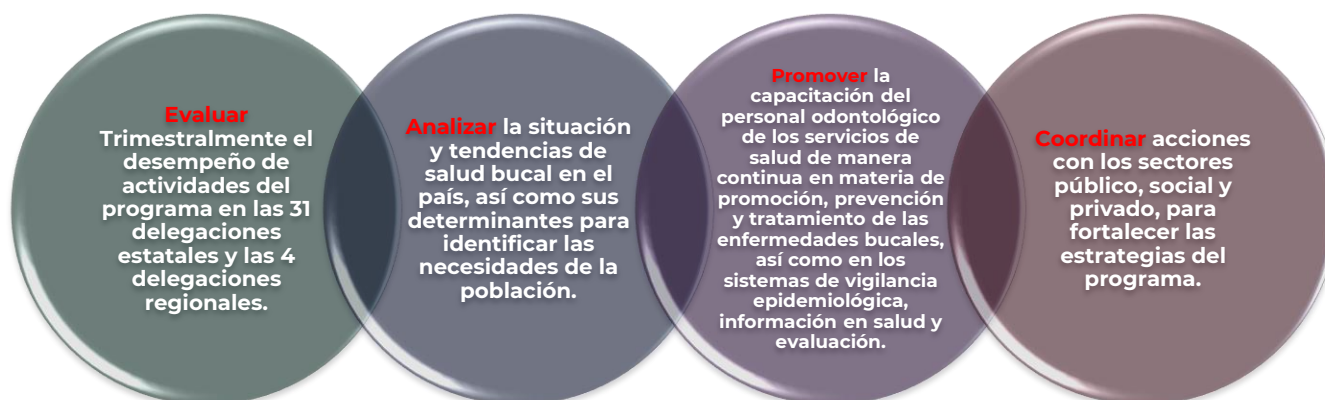 Evaluar
Trimestralmente el
desempeño de
actividades del
programa en las 31
delegaciones
estatales y las 4
delegaciones
regionales.
Analizar la situación
y tendencias de
salud bucal en el
país, así como sus
determinantes para
identificar las
necesidades de la
población.
Promover la
capacitación del
personal odontológico
de los servicios de
salud de manera
continua en materia de
promoción, prevención
y tratamiento de las
enfermedades bucales,
así como en los
sistemas de vigilancia
epidemiológica,
información en salud y
evaluación.
Coordinar acciones
con los sectores
público, social y
privado, para
fortalecer las
estrategias del
programa.